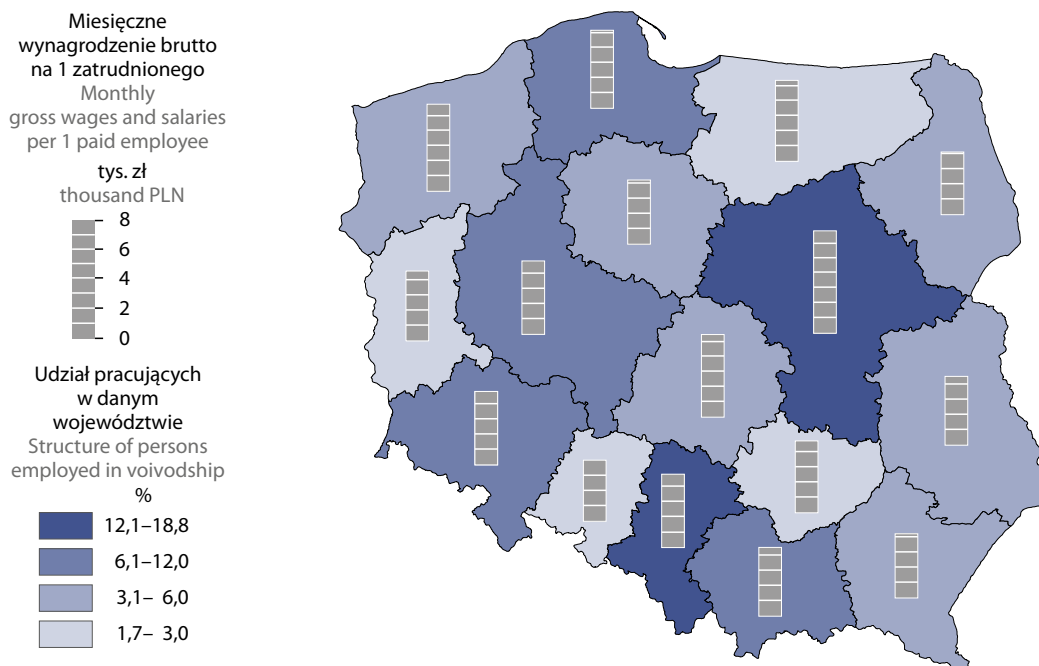 Miesięczne
wynagrodzenie brutto
na 1 zatrudnionego
Monthly
gross wages and salaries
per 1 paid employee
tys. zł
thousand PLN
8
6
4
2
0
Udział pracujących
w danym
województwie
Structure of persons
employed in voivodship
%
12,1–18,8
6,1–12,0
3,1– 6,0
1,7– 3,0